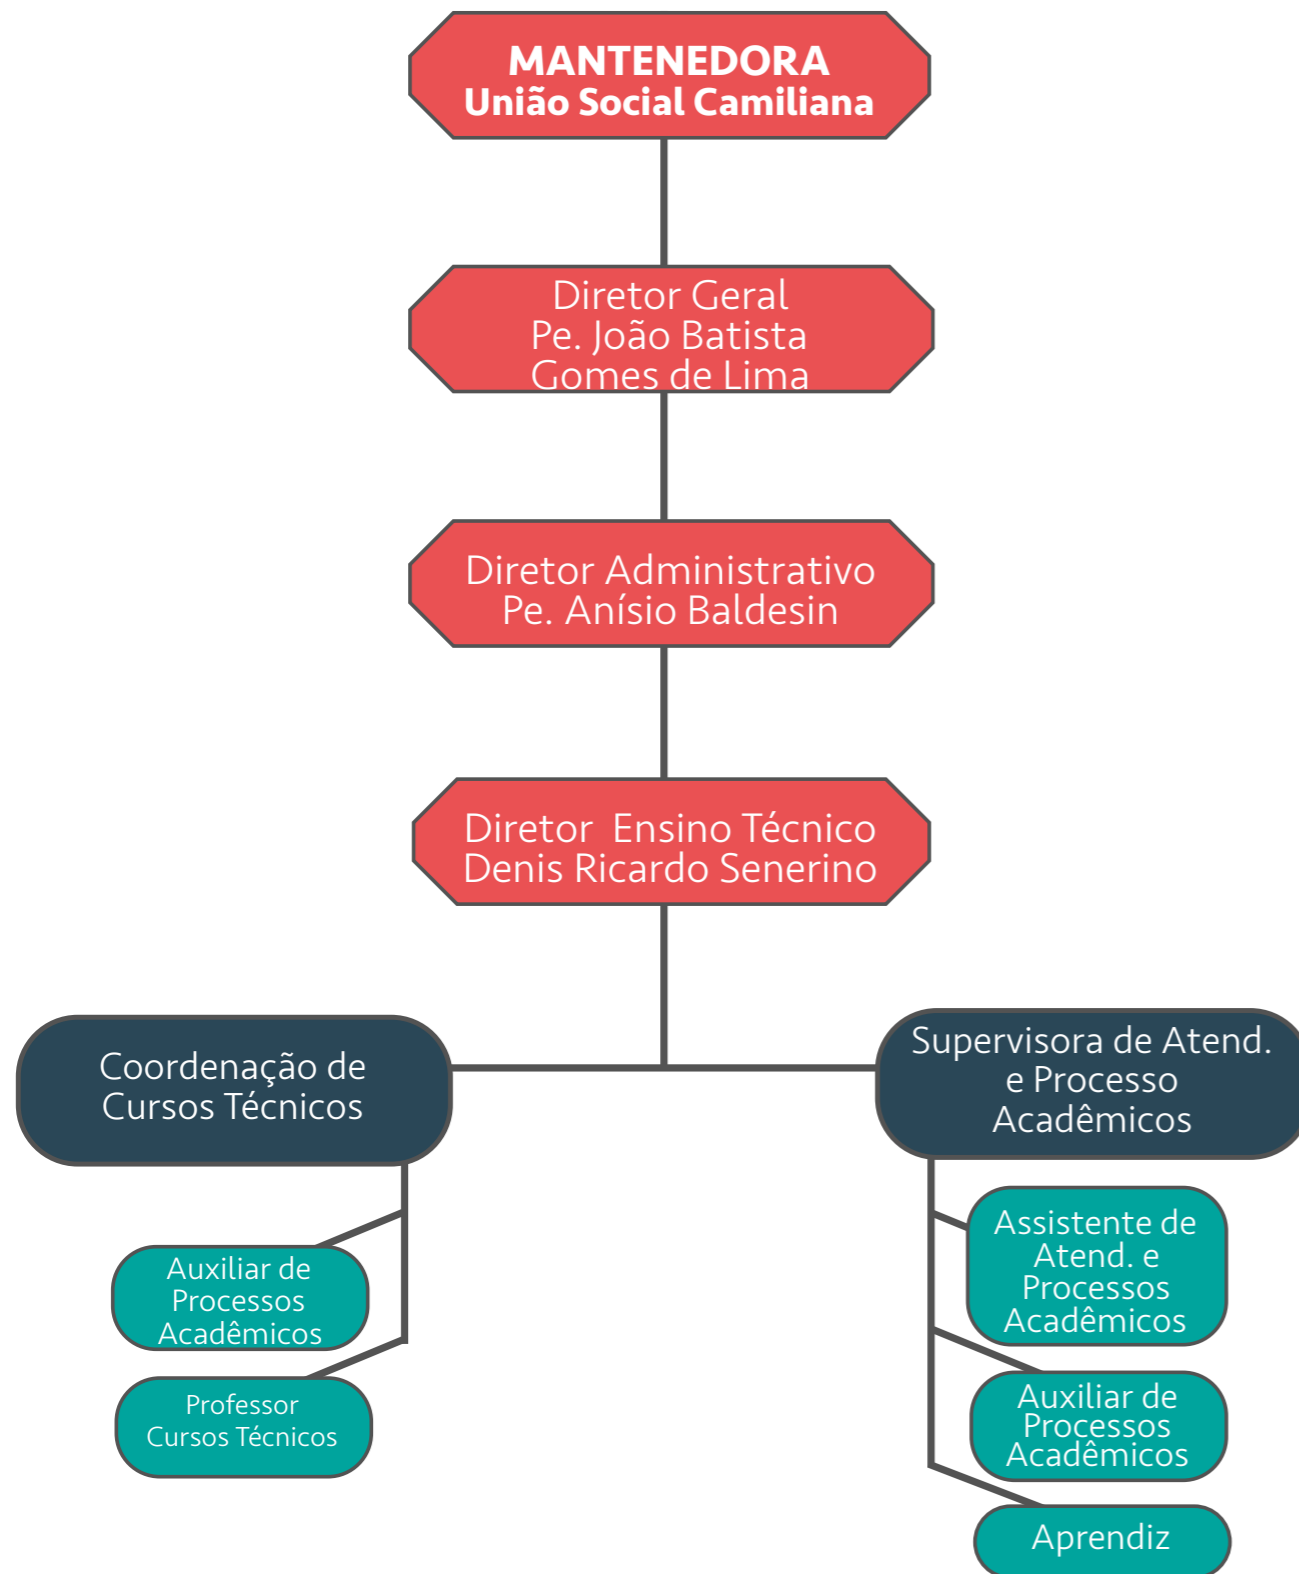 MANTENEDORA
União Social Camiliana
Diretor Geral
Pe. João Batista
Gomes de Lima
Diretor Administrativo
Pe. Anísio Baldesin
Diretor  Ensino Técnico
Denis Ricardo Senerino
Coordenação de
Cursos Técnicos
Supervisora de Atend.
e Processo
Acadêmicos
Auxiliar de
Processos
Acadêmicos
Professor
Cursos Técnicos
Assistente de
Atend. e
Processos
Acadêmicos
Auxiliar de
Processos
Acadêmicos
Aprendiz